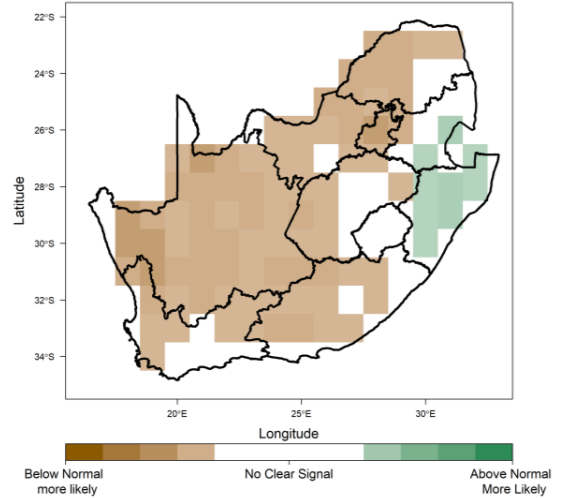 22°S
24°S
26°S
28°S
30°S
32°S
34°S
Latitude
20°E
25°E
30°E
Longitude
Below Normal
more likely
No Clear Signal
Above Normal
More Likely